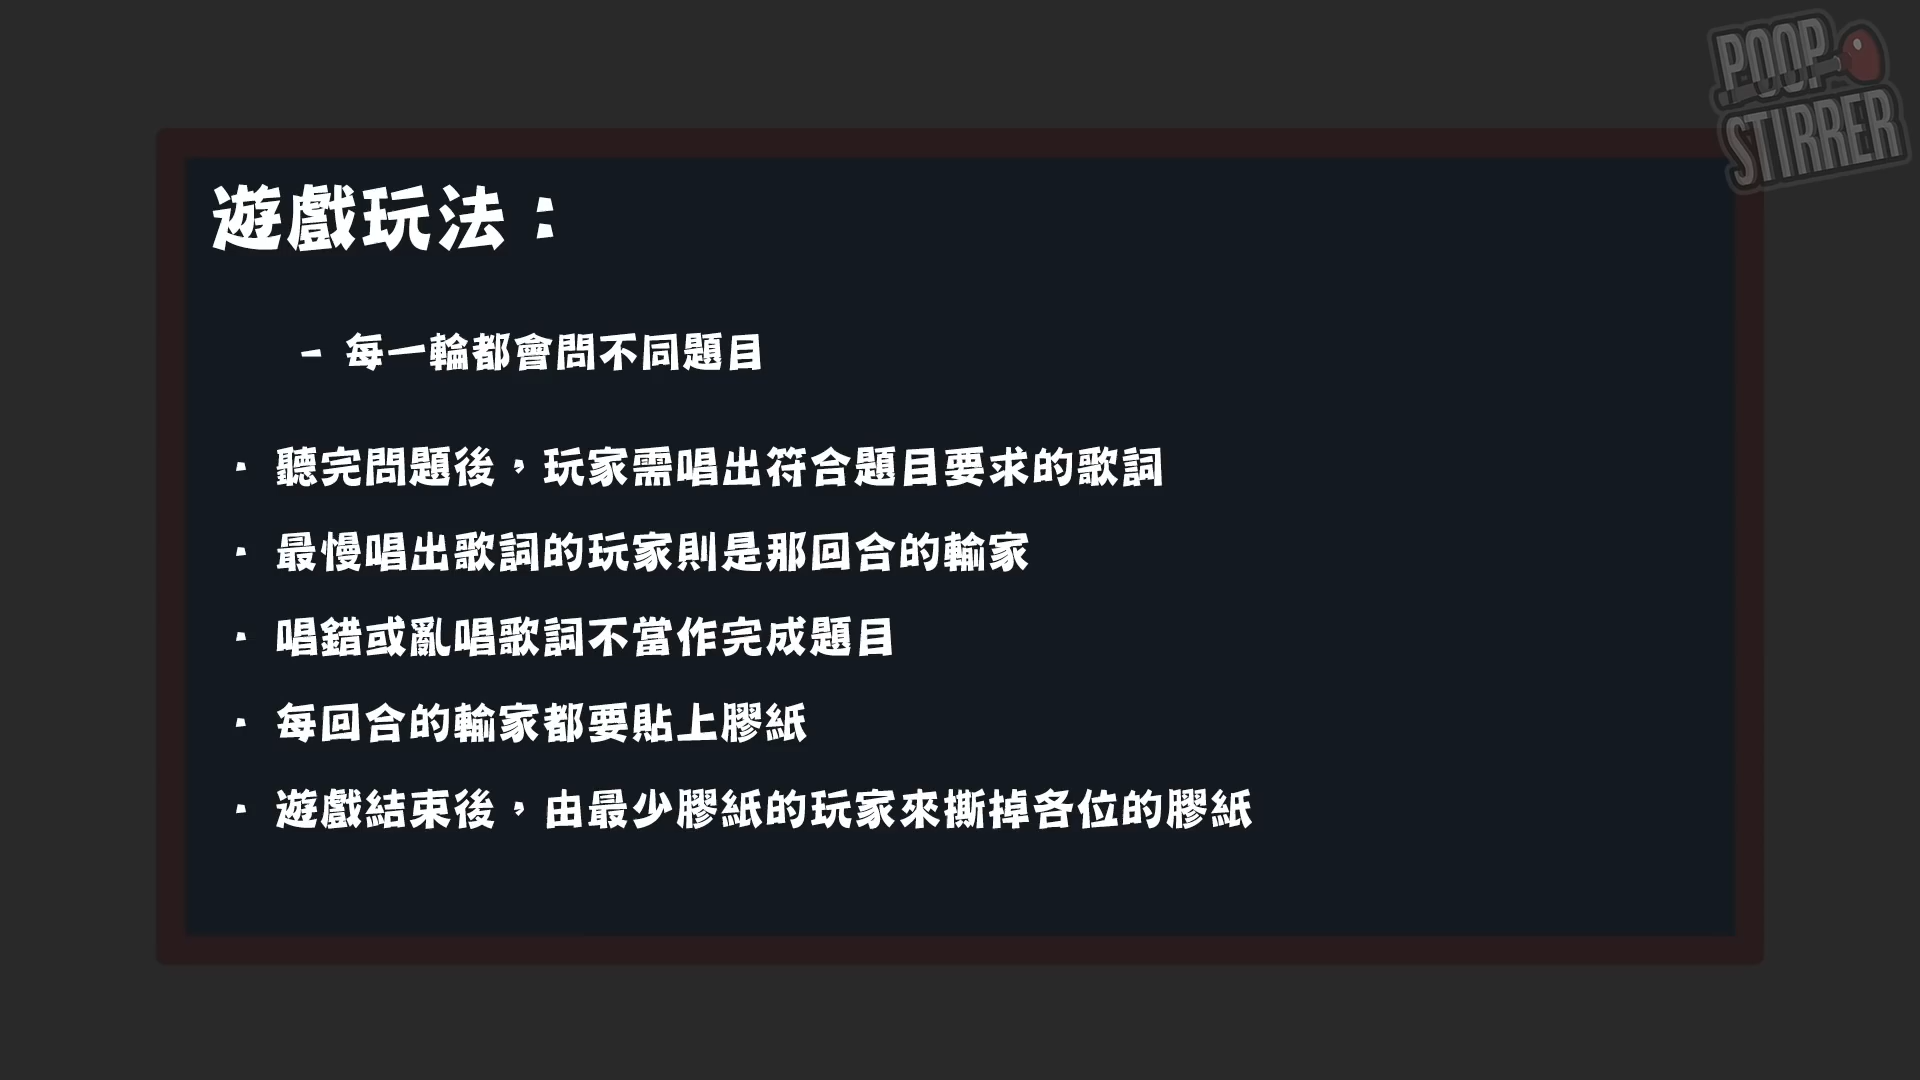 POOP
STIRRER
遊戲玩法：
- 每一輪都會問不同題目
· 聽完問題後，玩家需唱出符合題目要求的歌詞
· 最慢唱出歌詞的玩家則是那回合的輸家
· 唱錯或亂唱歌詞不當作完成題目
· 每回合的輸家都要貼上膠紙
· 遊戲結束後，由最少膠紙的玩家來撕掉各位的膠紙